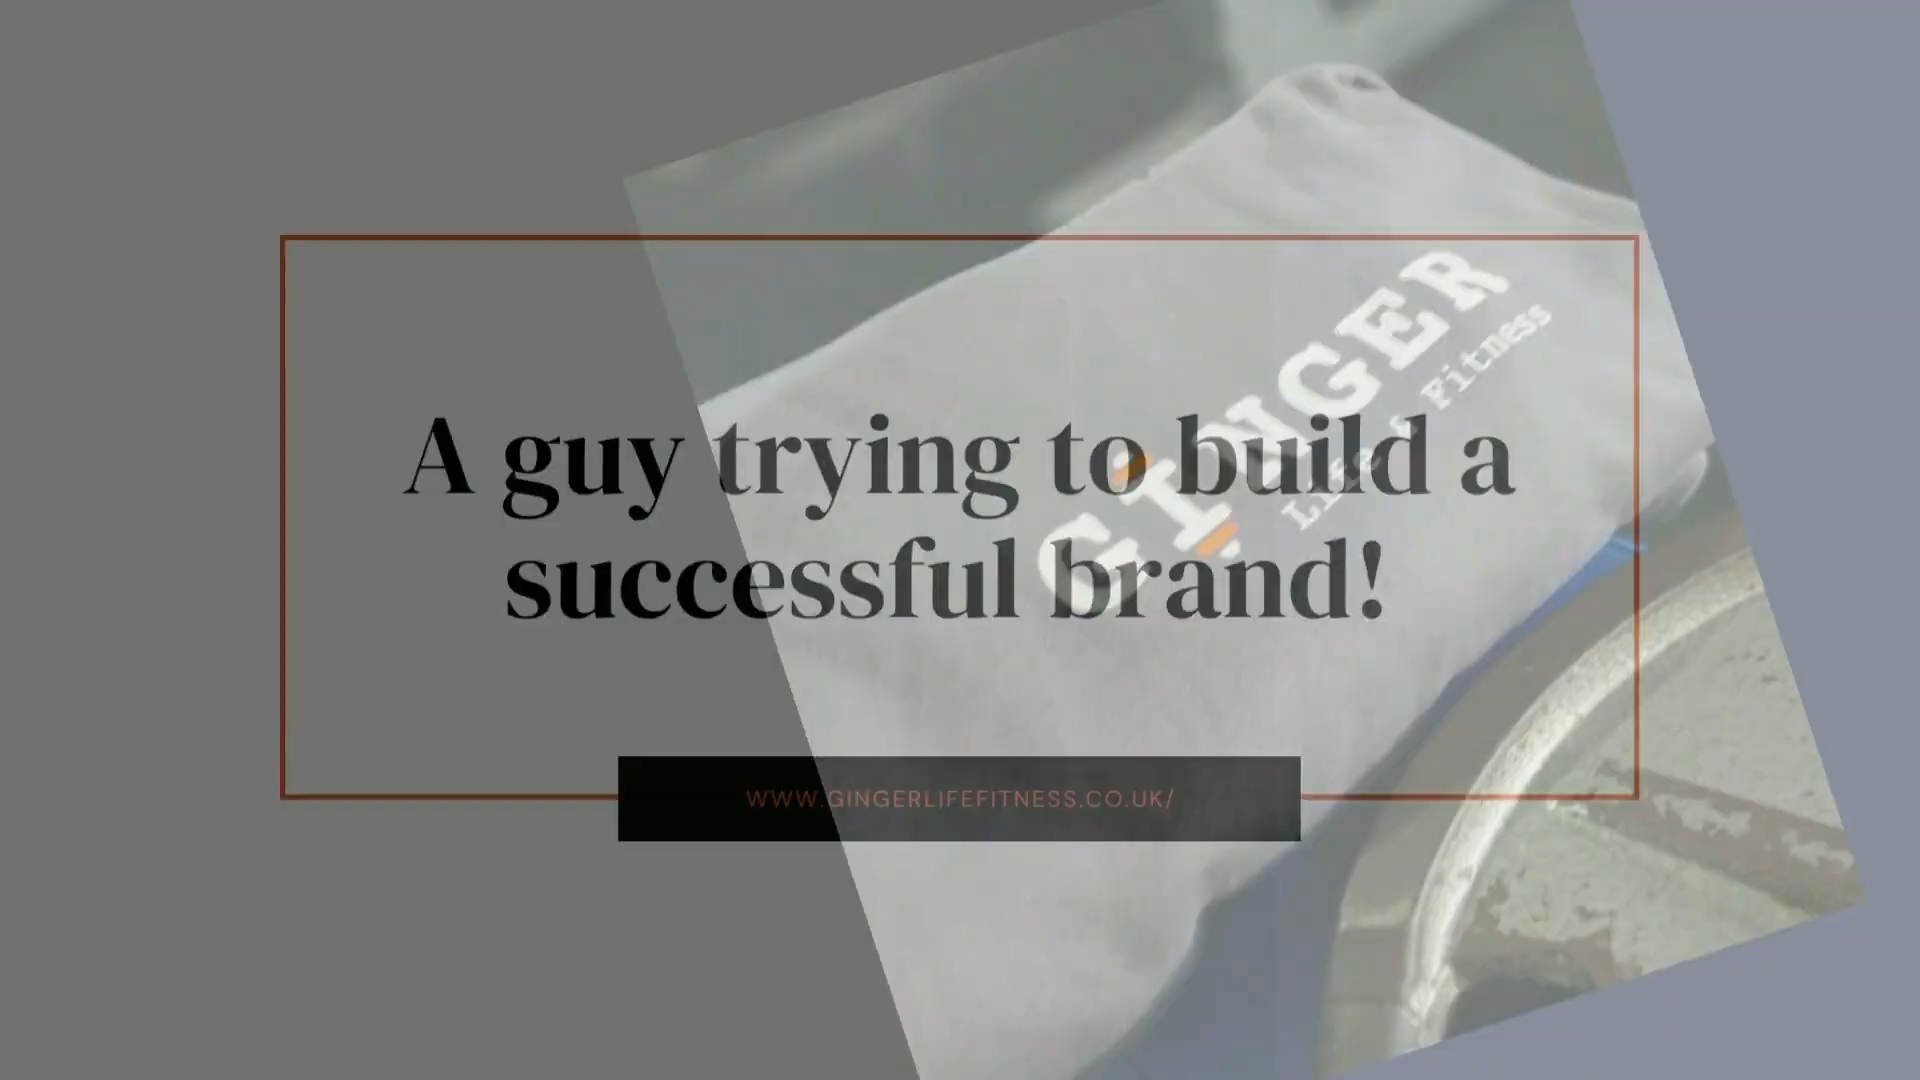 GINGER
Life & Fitness
A guy trying to build a
successful brand!
WWW.GINGERLIFEFITNESS.CO.UK/